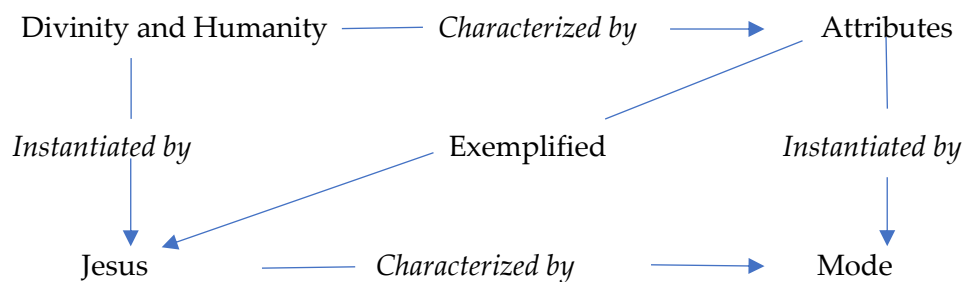 Divinity and Humanity Characterized by Attributes
Instantiated by Exemplified Instantiated by
Jesus Characterized by Mode